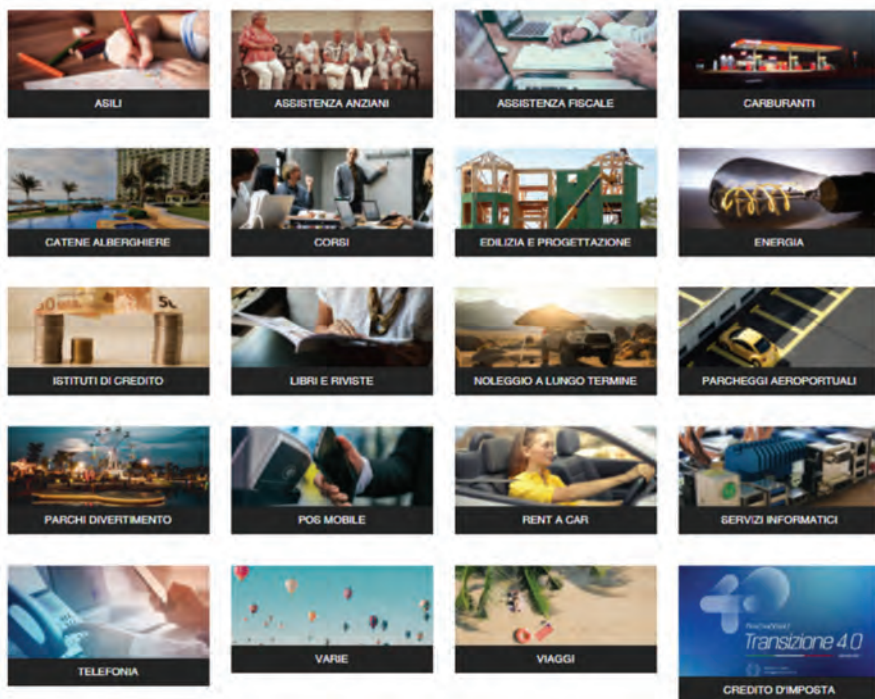 ASILI
ASSISTENZA ANZIANI
ASSISTENZA FISCALE
CARBURANTI
CATENE ALBERGHIERE
CORSI
EDILIZIA E PROGETTAZIONE
ENERGIA
ISTITUTI DI CREDITO
LIBRI E RIVISTE
NOLEGGIO A LUNGO TERMINE
PARCHEGGI AEROPORTUALI
PARCHI DIVERTIMENTO
POS MOBILE
RENT A CAR
SERVIZI INFORMATICI
TELEFONIA
VARIE
VIAGGI
Transizione 4.0
CREDITO D'IMPOSTA